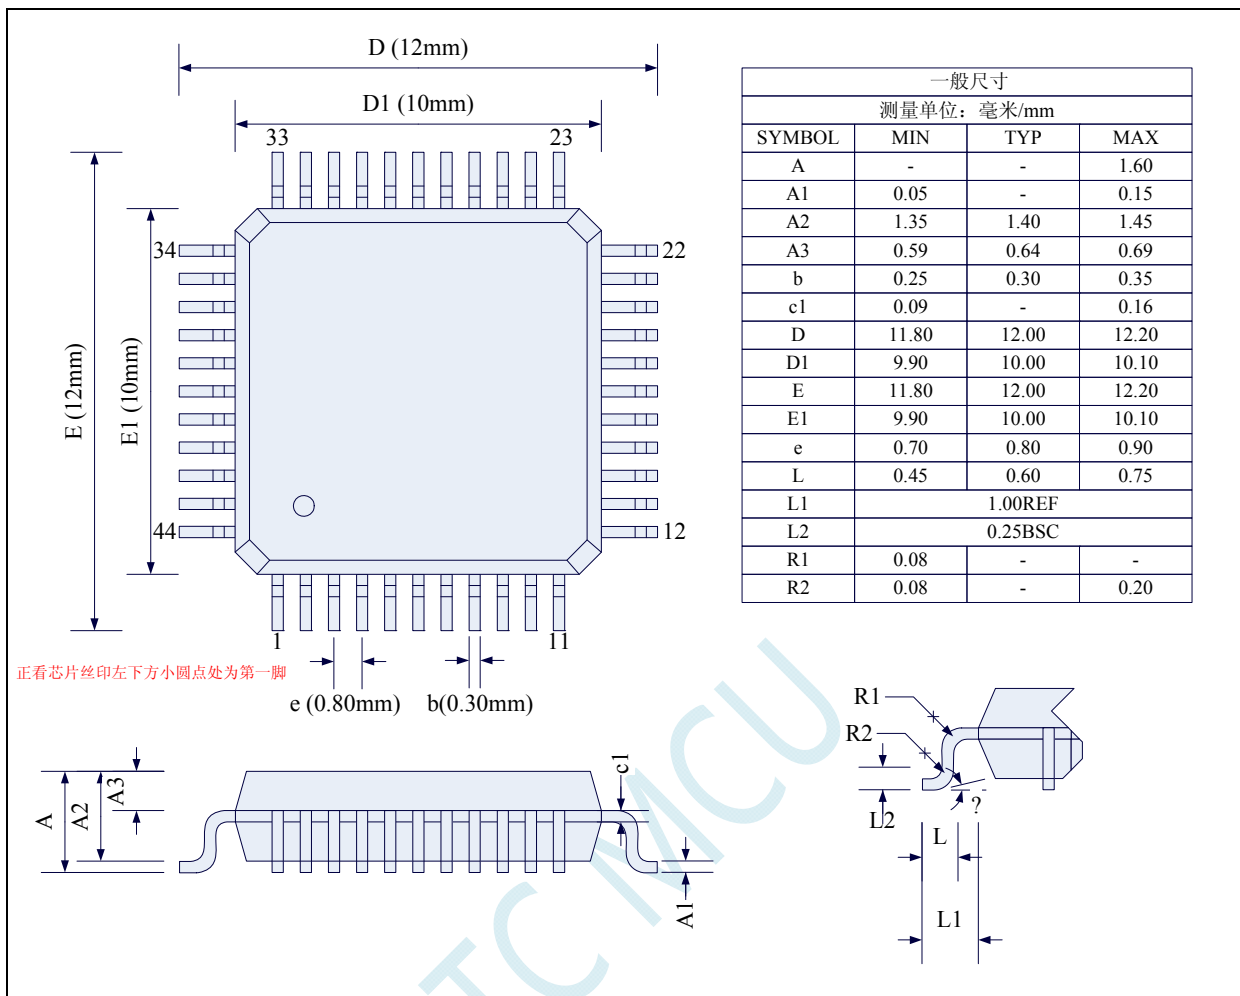 D (12mm)
D1 (10mm)
33
23
34
22
E (12mm)
E1 (10mm)
44
12
1
11
正看芯片丝印左下方小圆点处为第一脚
e (0.80mm)
b(0.30mm)
一般尺寸
测量单位：毫米/mm
SYMBOL MIN TYP MAX
A - - 1.60
A1 0.05 - 0.15
A2 1.35 1.40 1.45
A3 0.59 0.64 0.69
b 0.25 0.30 0.35
c1 0.09 - 0.16
D 11.80 12.00 12.20
D1 9.90 10.00 10.10
E 11.80 12.00 12.20
E1 9.90 10.00 10.10
e 0.70 0.80 0.90
L 0.45 0.60 0.75
L1 1.00REF
L2 0.25BSC
R1 0.08 - -
R2 0.08 - 0.20
A
A2
A3
c1
A1
R1
R2
L2
?
L
L1
TC MCU